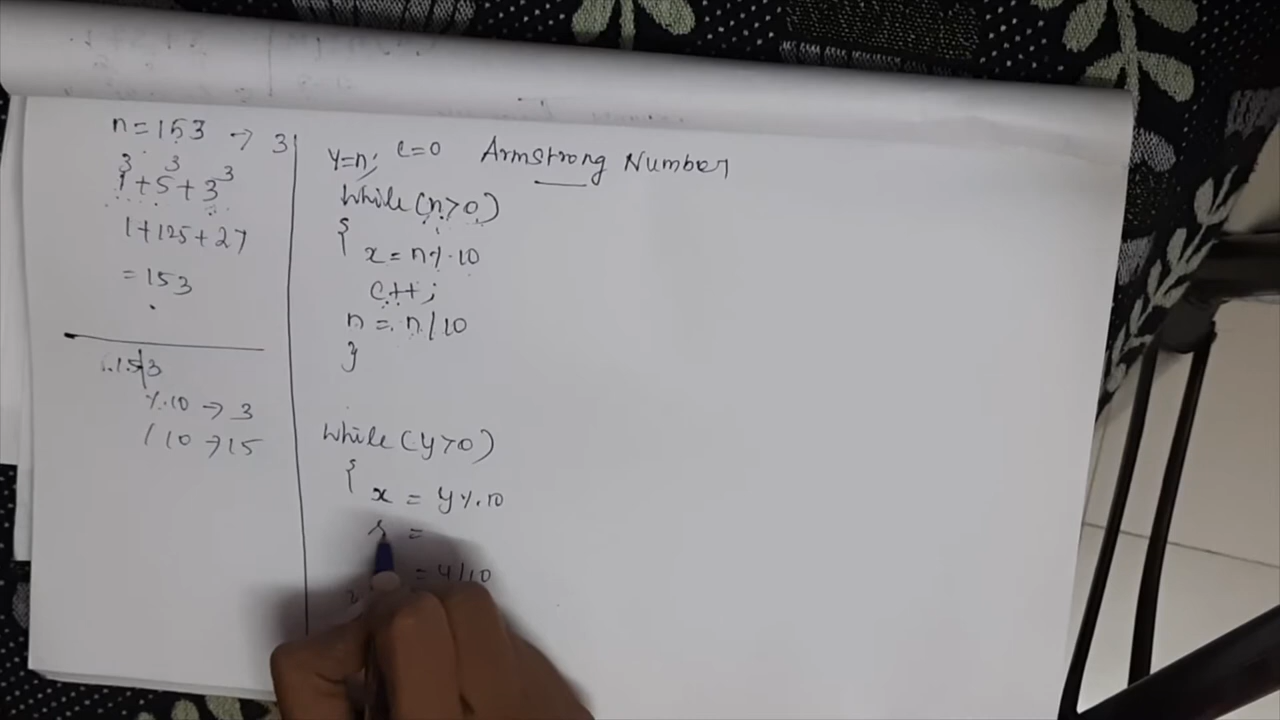 n=153 → 3
1³+5³+3³
1+125+27
=153
153
%10 → 3
/10 → 15
Armstrong Number
y=n; c=0
while(n>0)
{
x=n%10
c++;
n=n/10
}
while(y>0)
{
x = y%10
s =
= y/10